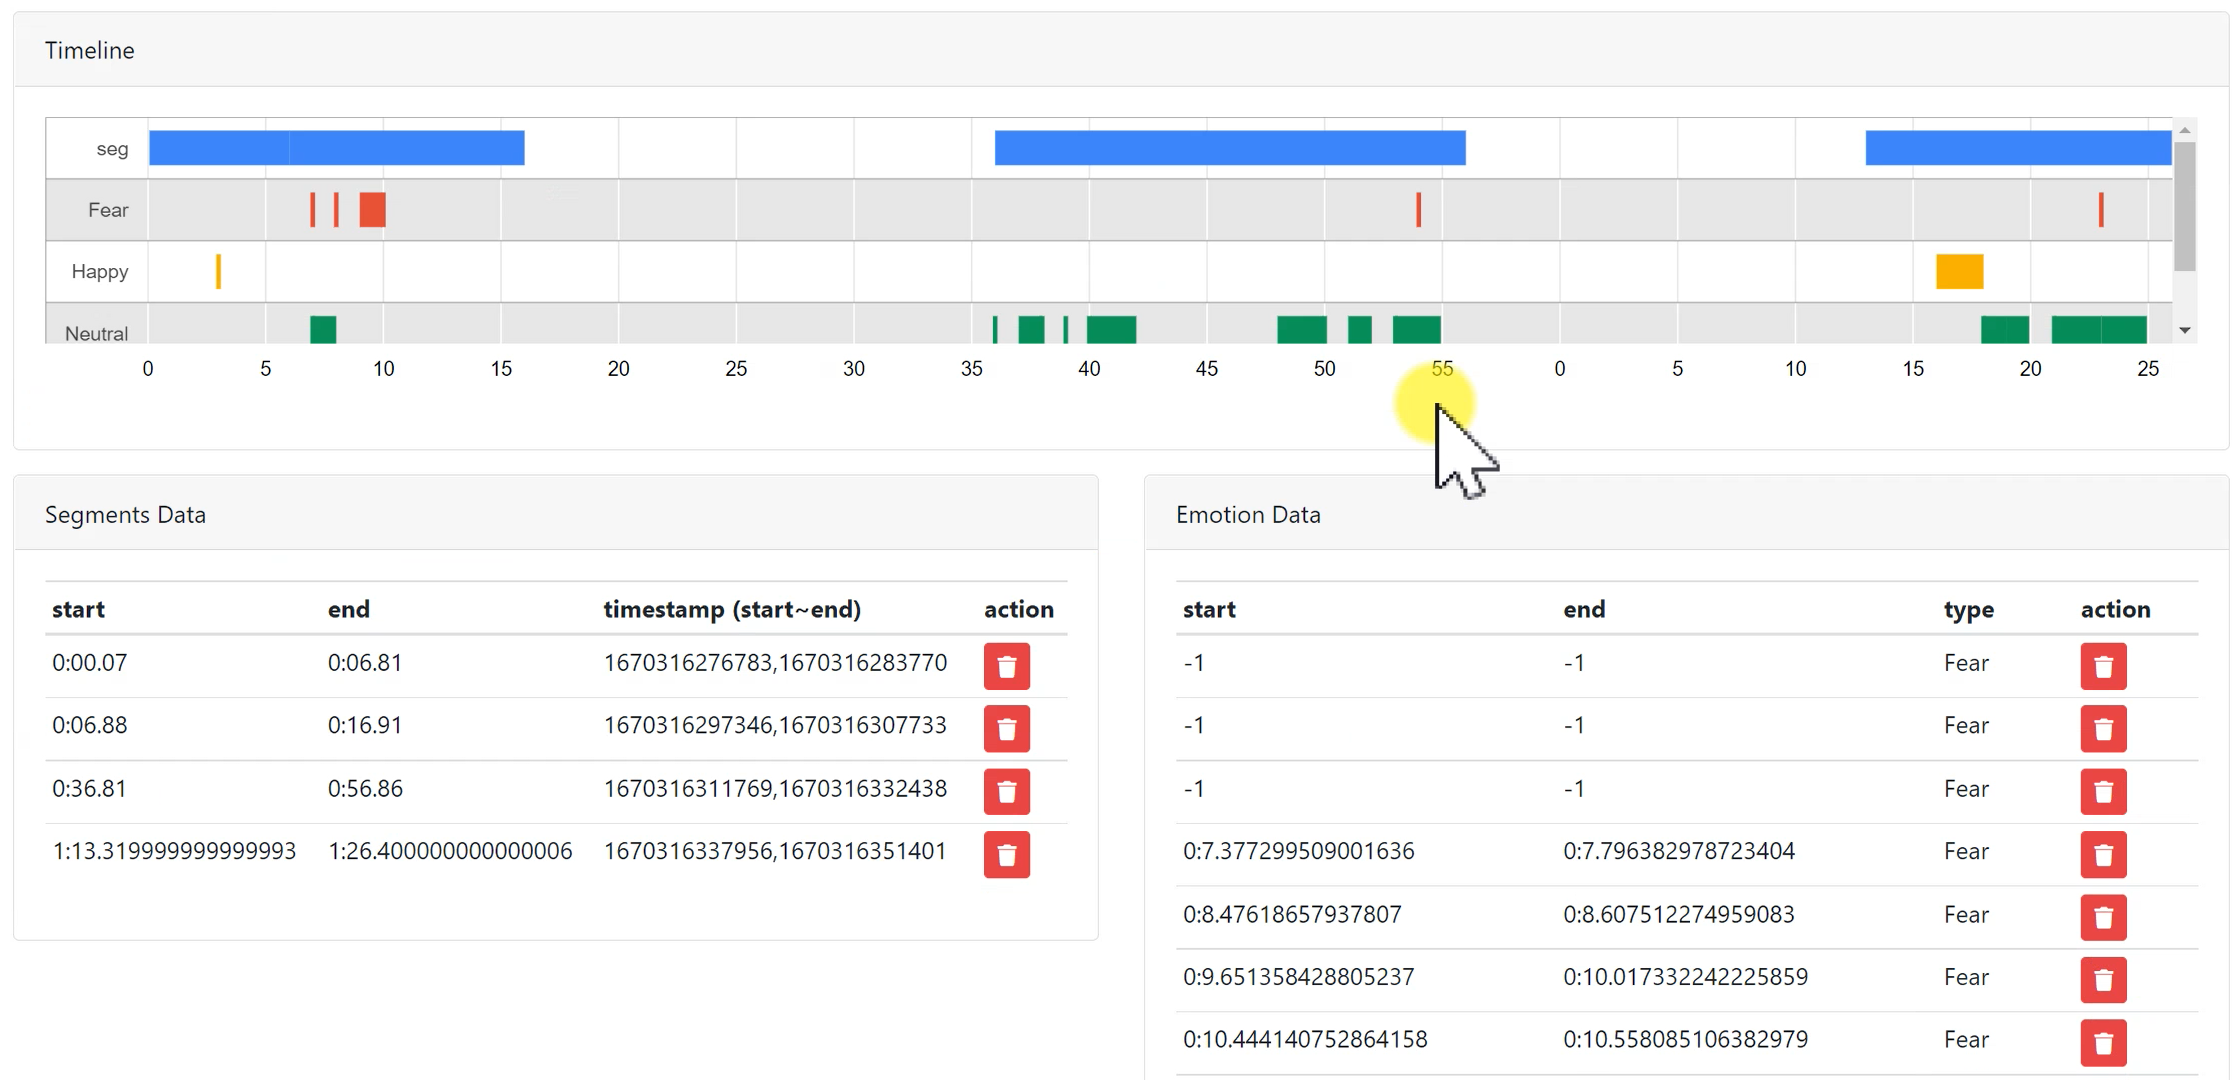 Timeline
seg
Fear
Happy
Neutral
0 5 10 15 20 25 30 35 40 45 50 55 0 5 10 15 20 25
Segments Data
start end timestamp (start~end) action
0:00.07 0:06.81 1670316276783,1670316283770
0:06.88 0:16.91 1670316297346,1670316307733
0:36.81 0:56.86 1670316311769,1670316332438
1:13.319999999999993 1:26.400000000000006 1670316337956,1670316351401
Emotion Data
start end type action
-1 -1 Fear
-1 -1 Fear
-1 -1 Fear
0:7.377299509001636 0:7.796382978723404 Fear
0:8.47618657937807 0:8.607512274959083 Fear
0:9.651358428805237 0:10.017332242225859 Fear
0:10.444140752864158 0:10.558085106382979 Fear